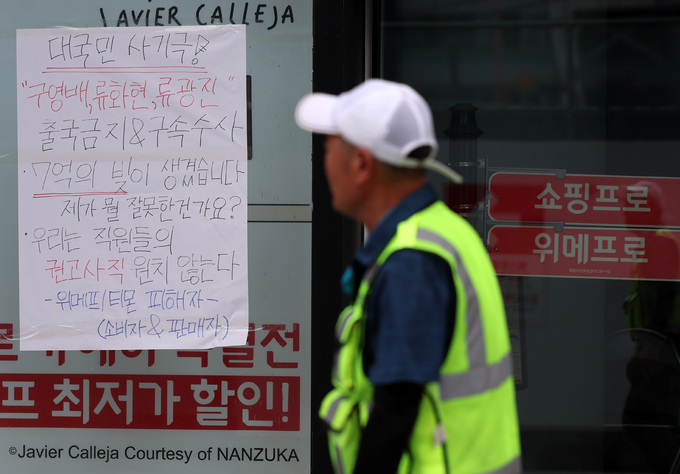 JAVIER CALLEJA
대국민 사기극!
"구영배, 류화현, 류광진"
출국금지&구속수사
· 7억의 빚이 생겼습니다
제가 뭘 잘못한건가요?
· 우리는 직원들의
권고사직 원치 않는다
- 위메프/티몬 피해자 -
(소비자 & 판매자)
특별전
프 최저가 할인!
©Javier Calleja Courtesy of NANZUKA
쇼핑프로
위메프로